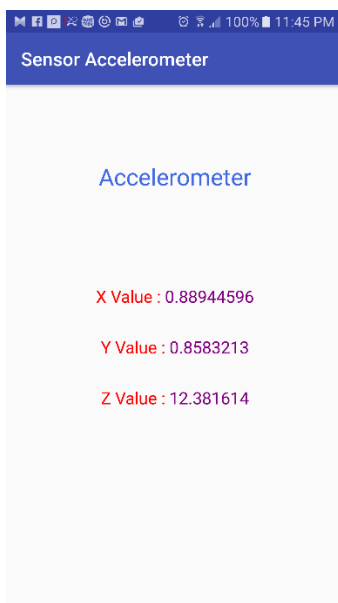 100% 11:45 PM
Sensor Accelerometer
Accelerometer
X Value : 0.88944596
Y Value : 0.8583213
Z Value : 12.381614